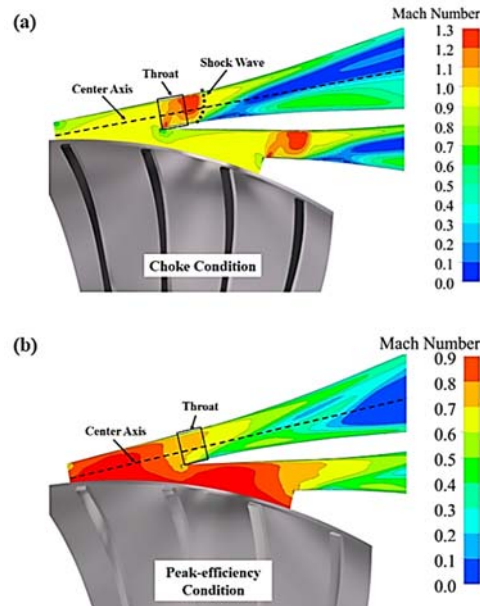 (a)
Mach Number
Shock Wave
Throat
Center Axis
1.3
1.2
1.1
1.0
0.9
0.8
0.7
0.6
0.5
0.4
0.3
0.2
0.1
0.0
Choke Condition
(b)
Mach Number
Throat
Center Axis
0.9
0.8
0.7
0.6
0.5
0.4
0.3
0.2
0.1
0.0
Peak-efficiency
Condition